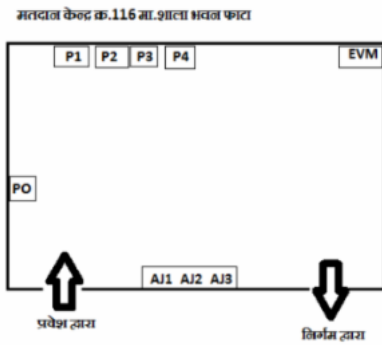 मतदान केन्द्र क्र.116 मा.शाला भवन फाटा
P1 P2 P3 P4 EVM
PO
AJ1 AJ2 AJ3
प्रवेश द्वारा
निर्गम द्वारा